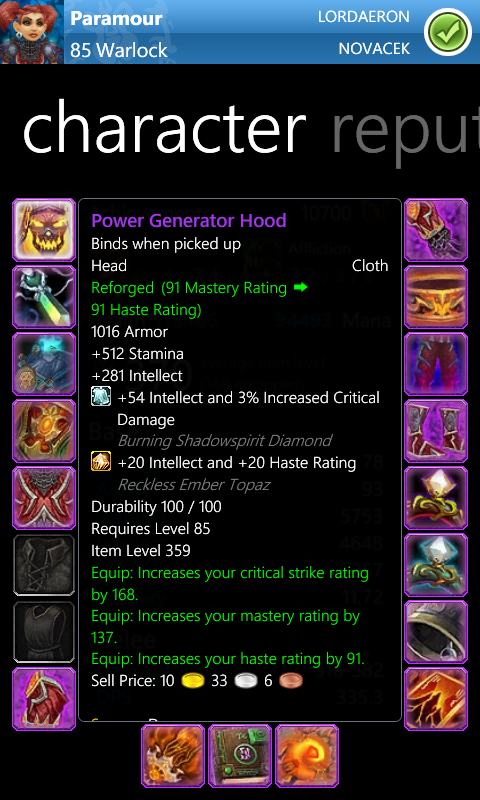 Paramour
LORDAERON
85 Warlock
NOVACEK
character reput
Power Generator Hood
Binds when picked up
Head Cloth
Reforged (91 Mastery Rating ➡
91 Haste Rating)
1016 Armor
+512 Stamina
+281 Intellect
+54 Intellect and 3% Increased Critical
Damage
Burning Shadowspirit Diamond
+20 Intellect and +20 Haste Rating
Reckless Ember Topaz
Durability 100 / 100
Requires Level 85
Item Level 359
Equip: Increases your critical strike rating
by 168.
Equip: Increases your mastery rating by
137.
Equip: Increases your haste rating by 91.
Sell Price: 10 33 6